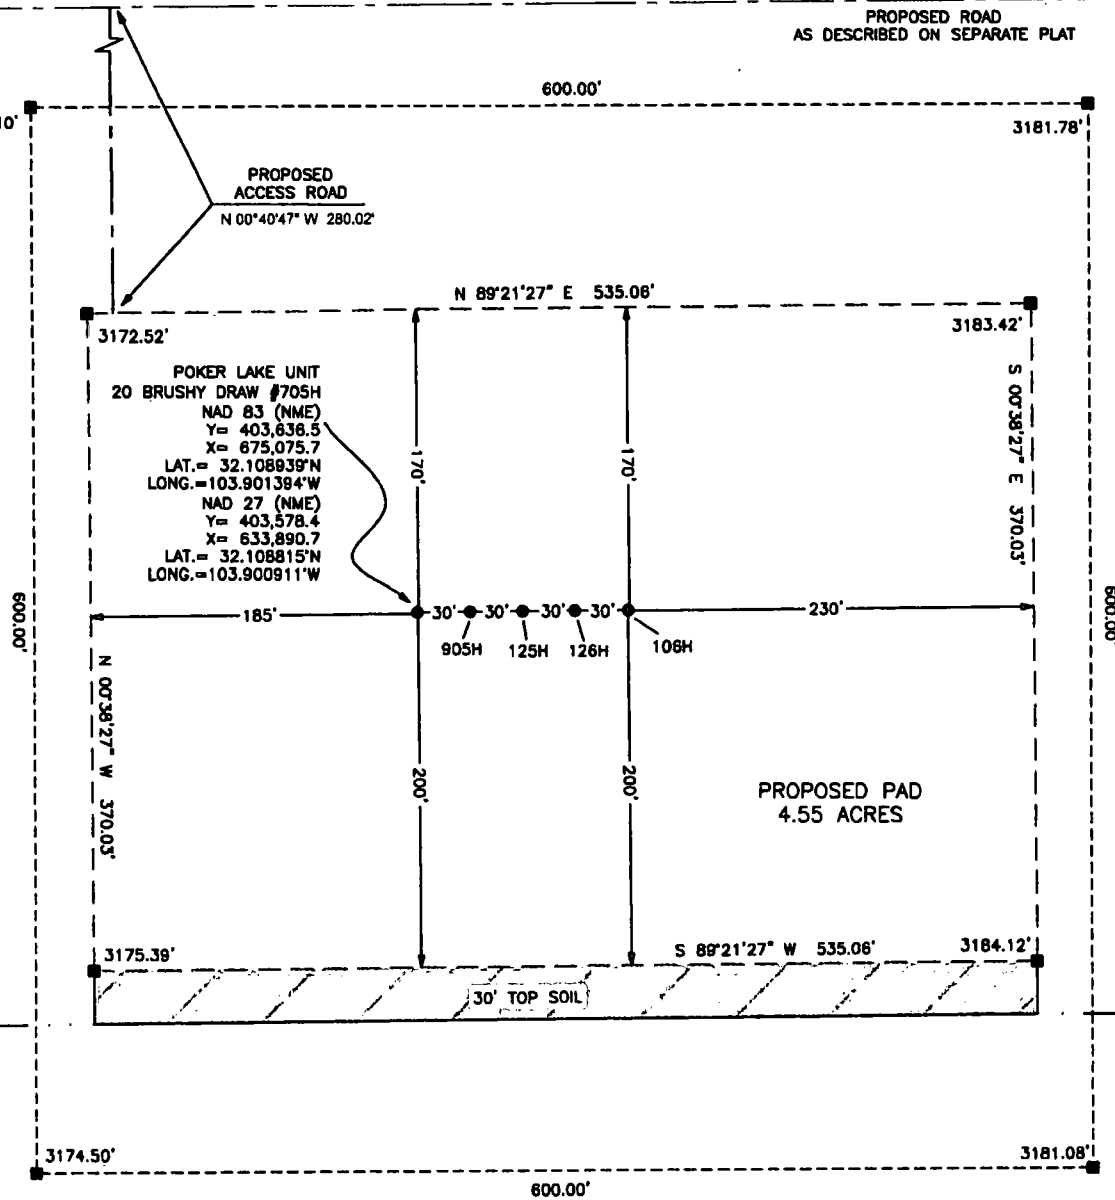 PROPOSED ROAD
AS DESCRIBED ON SEPARATE PLAT
600.00'
3181.78'
PROPOSED
ACCESS ROAD
N 00°40'47" W 280.02'
N 89°21'27" E 535.06'
3172.52'
3183.42'
POKER LAKE UNIT
20 BRUSHY DRAW #705H
NAD 83 (NME)
Y= 403,636.5
X= 675,075.7
LAT.= 32.108939°N
LONG.=103.901394°W
NAD 27 (NME)
Y= 403,578.4
X= 633,890.7
LAT.= 32.108815°N
LONG.=103.900911°W
170'
170'
S 00°38'27" E 370.03'
600.00'
600.00'
185'
30'
30'
30'
30'
230'
905H
125H
126H
106H
N 00°38'27" W 370.03'
200'
200'
PROPOSED PAD
4.55 ACRES
3175.39'
S 89°21'27" W 535.06'
3184.12'
30' TOP SOIL
3174.50'
3181.08'
600.00'